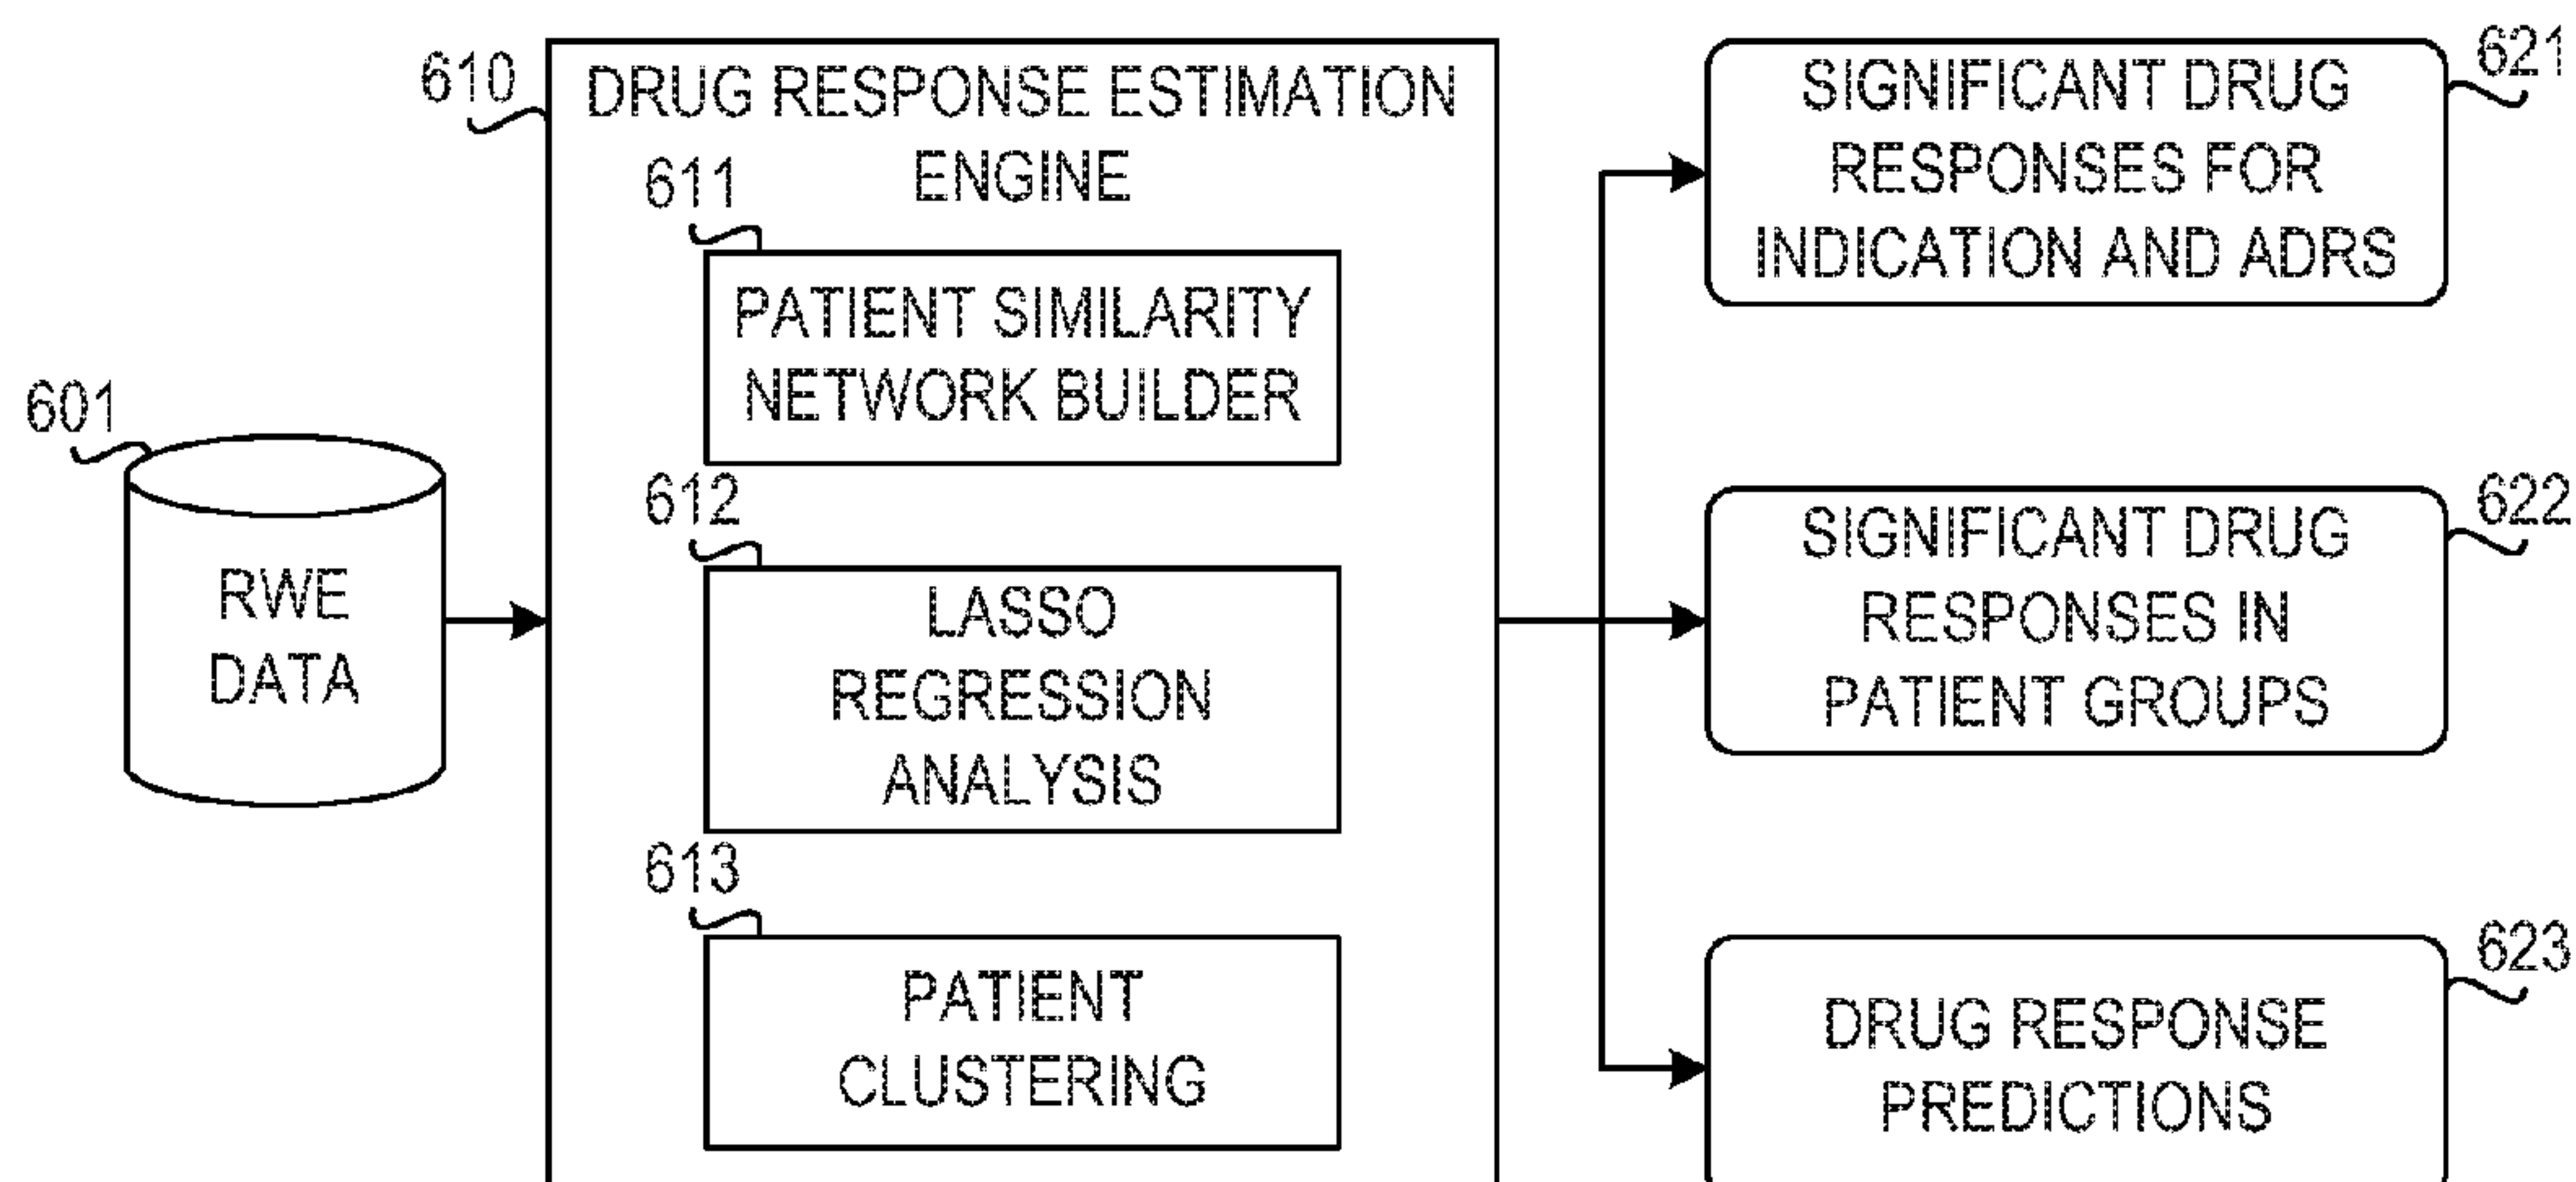 601
RWE
DATA
610
DRUG RESPONSE ESTIMATION
ENGINE
611
PATIENT SIMILARITY
NETWORK BUILDER
612
LASSO
REGRESSION
ANALYSIS
613
PATIENT
CLUSTERING
621
SIGNIFICANT DRUG
RESPONSES FOR
INDICATION AND ADRS
622
SIGNIFICANT DRUG
RESPONSES IN
PATIENT GROUPS
623
DRUG RESPONSE
PREDICTIONS